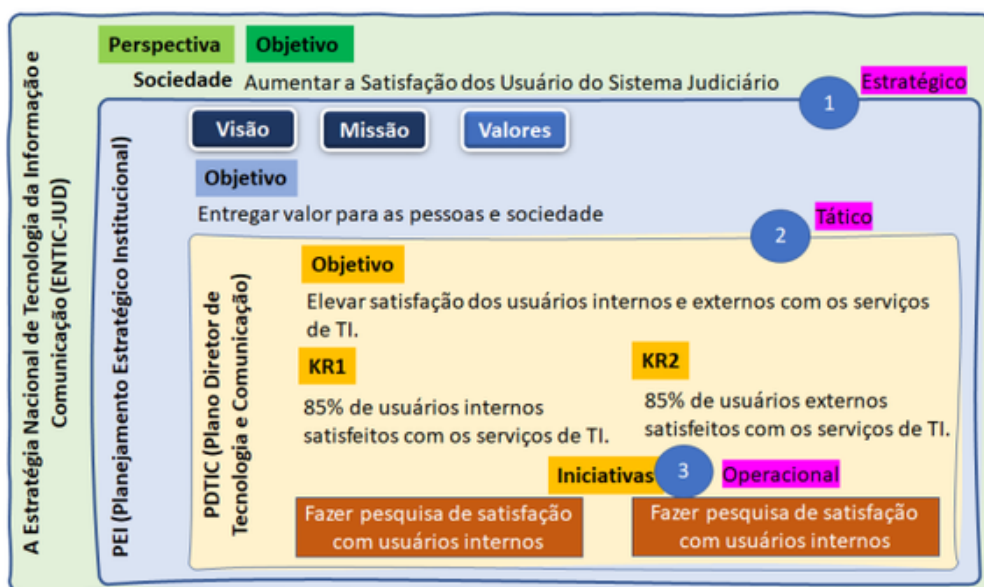 A Estratégia Nacional de Tecnologia da Informação e
Comunicação (ENTIC-JUD)
Perspectiva
Objetivo
Sociedade
Aumentar a Satisfação dos Usuário do Sistema Judiciário
1
Estratégico
PEI (Planejamento Estratégico Institucional)
Visão
Missão
Valores
Objetivo
Entregar valor para as pessoas e sociedade
2
Tático
PDTIC (Plano Diretor de
Tecnologia e Comunicação)
Objetivo
Elevar satisfação dos usuários internos e externos com os serviços
de TI.
KR1
85% de usuários internos
satisfeitos com os serviços de TI.
KR2
85% de usuários externos
satisfeitos com os serviços de TI.
Iniciativas
3
Operacional
Fazer pesquisa de satisfação
com usuários internos
Fazer pesquisa de satisfação
com usuários internos